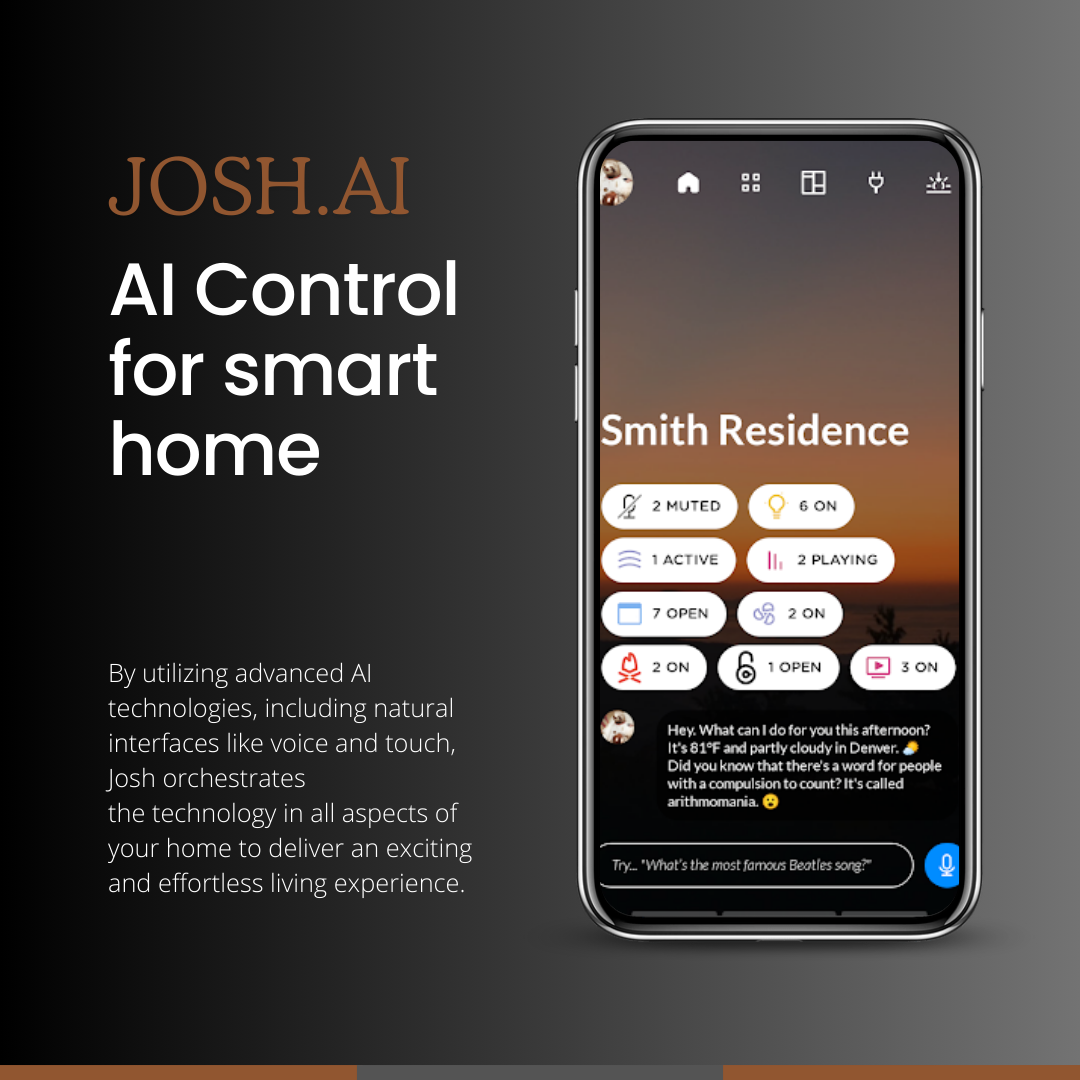 JOSH.AI
AI Control
for smart
home
By utilizing advanced AI
technologies, including natural
interfaces like voice and touch,
Josh orchestrates
the technology in all aspects of
your home to deliver an exciting
and effortless living experience.
Smith Residence
2 MUTED
6 ON
1 ACTIVE
2 PLAYING
7 OPEN
2 ON
2 ON
1 OPEN
3 ON
Hey. What can I do for you this afternoon?
It's 81°F and partly cloudy in Denver. 🌤️
Did you know that there's a word for people
with a compulsion to count? It's called
arithmomania. 😮
Try... "What's the most famous Beatles song?"